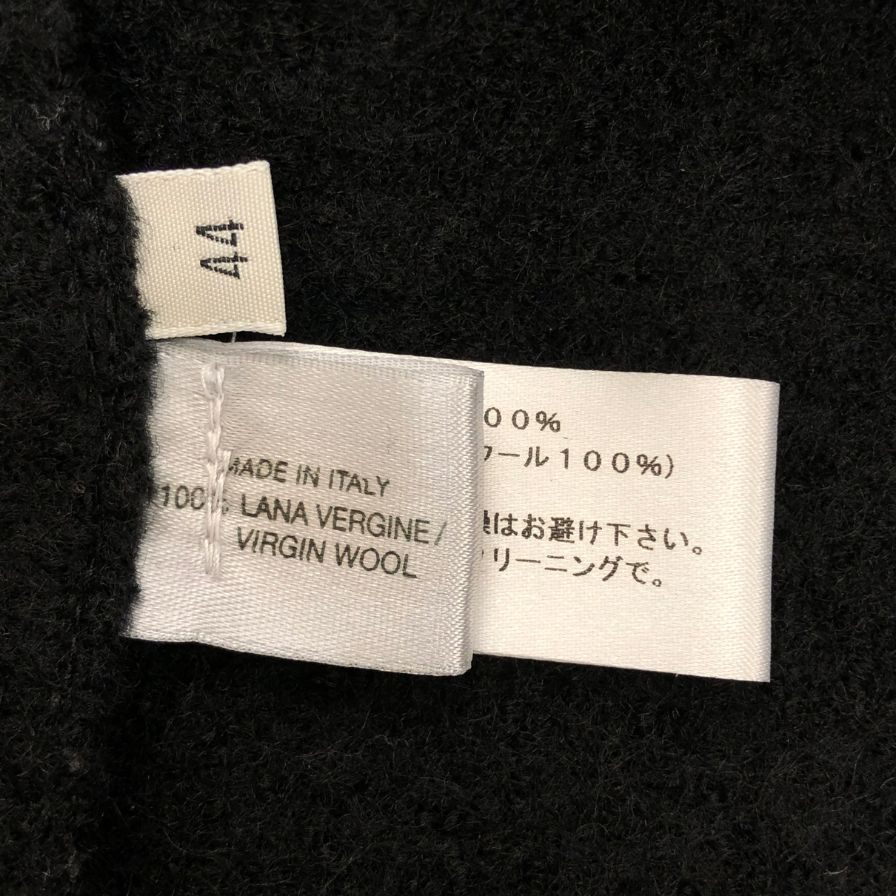 44
MADE IN ITALY
100% LANA VERGINE/
VIRGIN WOOL
00%
ール100%)
はお避け下さい。
リーニングで。